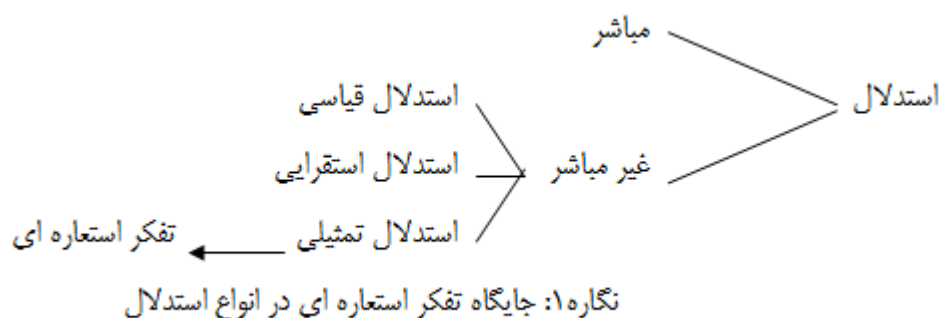 مباشر
استدلال قیاسی استدلال
استدلال استقرایی غیر مباشر
استدلال تمثیلی تفکر استعاره ای
نگاره۱: جایگاه تفکر استعاره ای در انواع استدلال